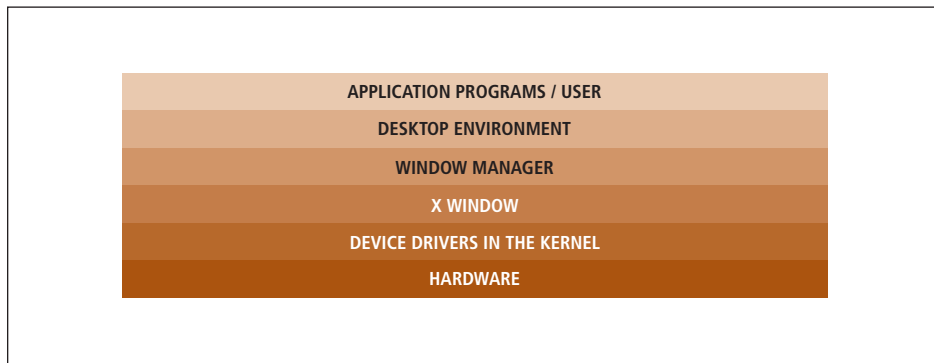 APPLICATION PROGRAMS / USER
DESKTOP ENVIRONMENT
WINDOW MANAGER
X WINDOW
DEVICE DRIVERS IN THE KERNEL
HARDWARE